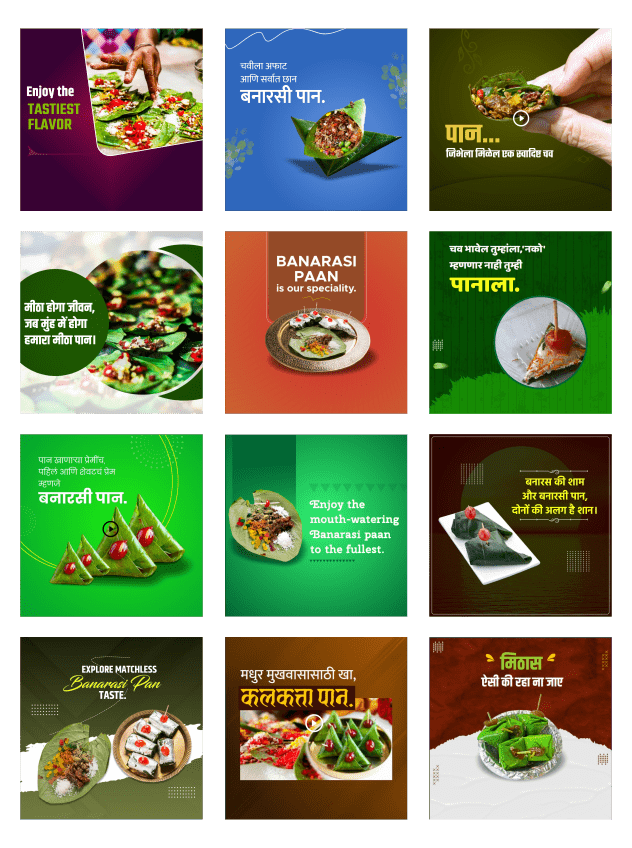 Enjoy the
TASTIEST
FLAVOR
चवीला अफाट
आणि सर्वात छान
बनारसी पान.
पान...
जिभेला मिळेल एक स्वादिष्ट चव
मीठा होगा जीवन,
जब मुंह में होगा
हमारा मीठा पान।
BANARASI
PAAN
is our speciality.
चव भावेल तुम्हांला,'नको'
म्हणणार नाही तुम्ही
पानाला.
पान खाणाऱ्या प्रेमींच,
पहिलं आणि शेवटचं प्रेम
म्हणजे
बनारसी पान.
Enjoy the
mouth-watering
Banarasi paan
to the fullest.
बनारस की शाम
और बनारसी पान,
दोनों की अलग है शान।
EXPLORE MATCHLESS
Banarasi Pan
TASTE.
मधुर मुखवासासाठी खा,
कलकत्ता पान.
मिठास
ऐसी की रहा ना जाए